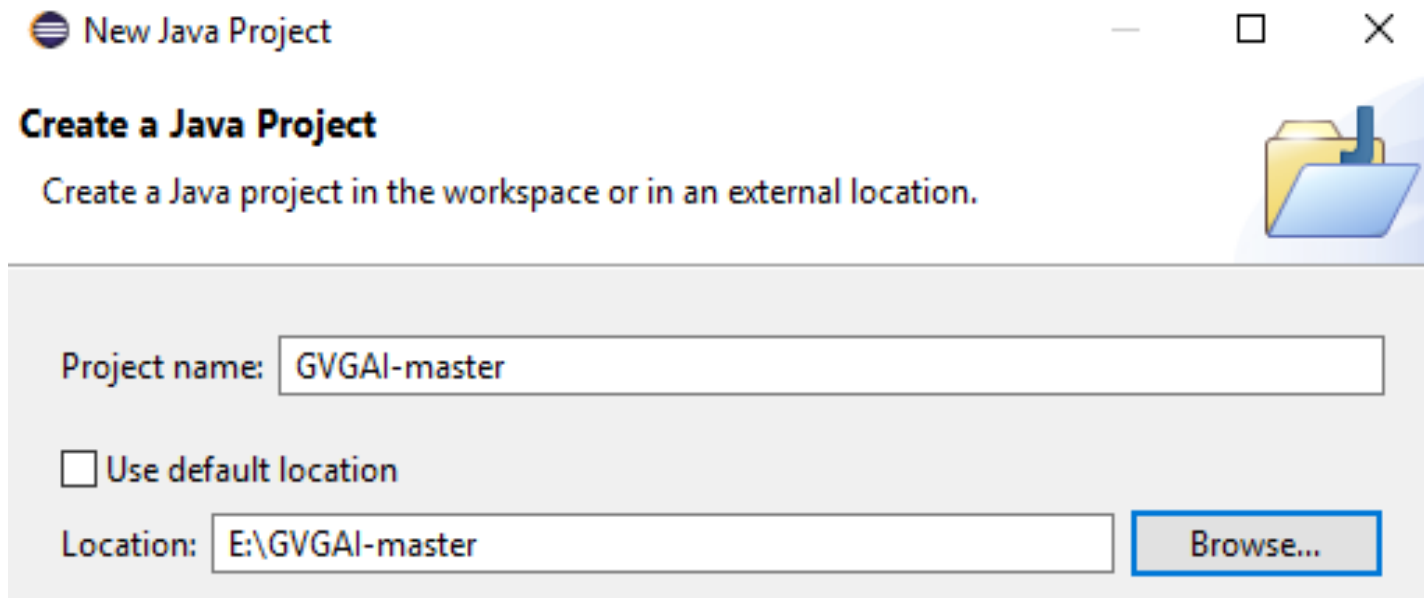 New Java Project
Create a Java Project
Create a Java project in the workspace or in an external location.
Project name: GVGAI-master
Use default location
Location: E:\GVGAI-master Browse...